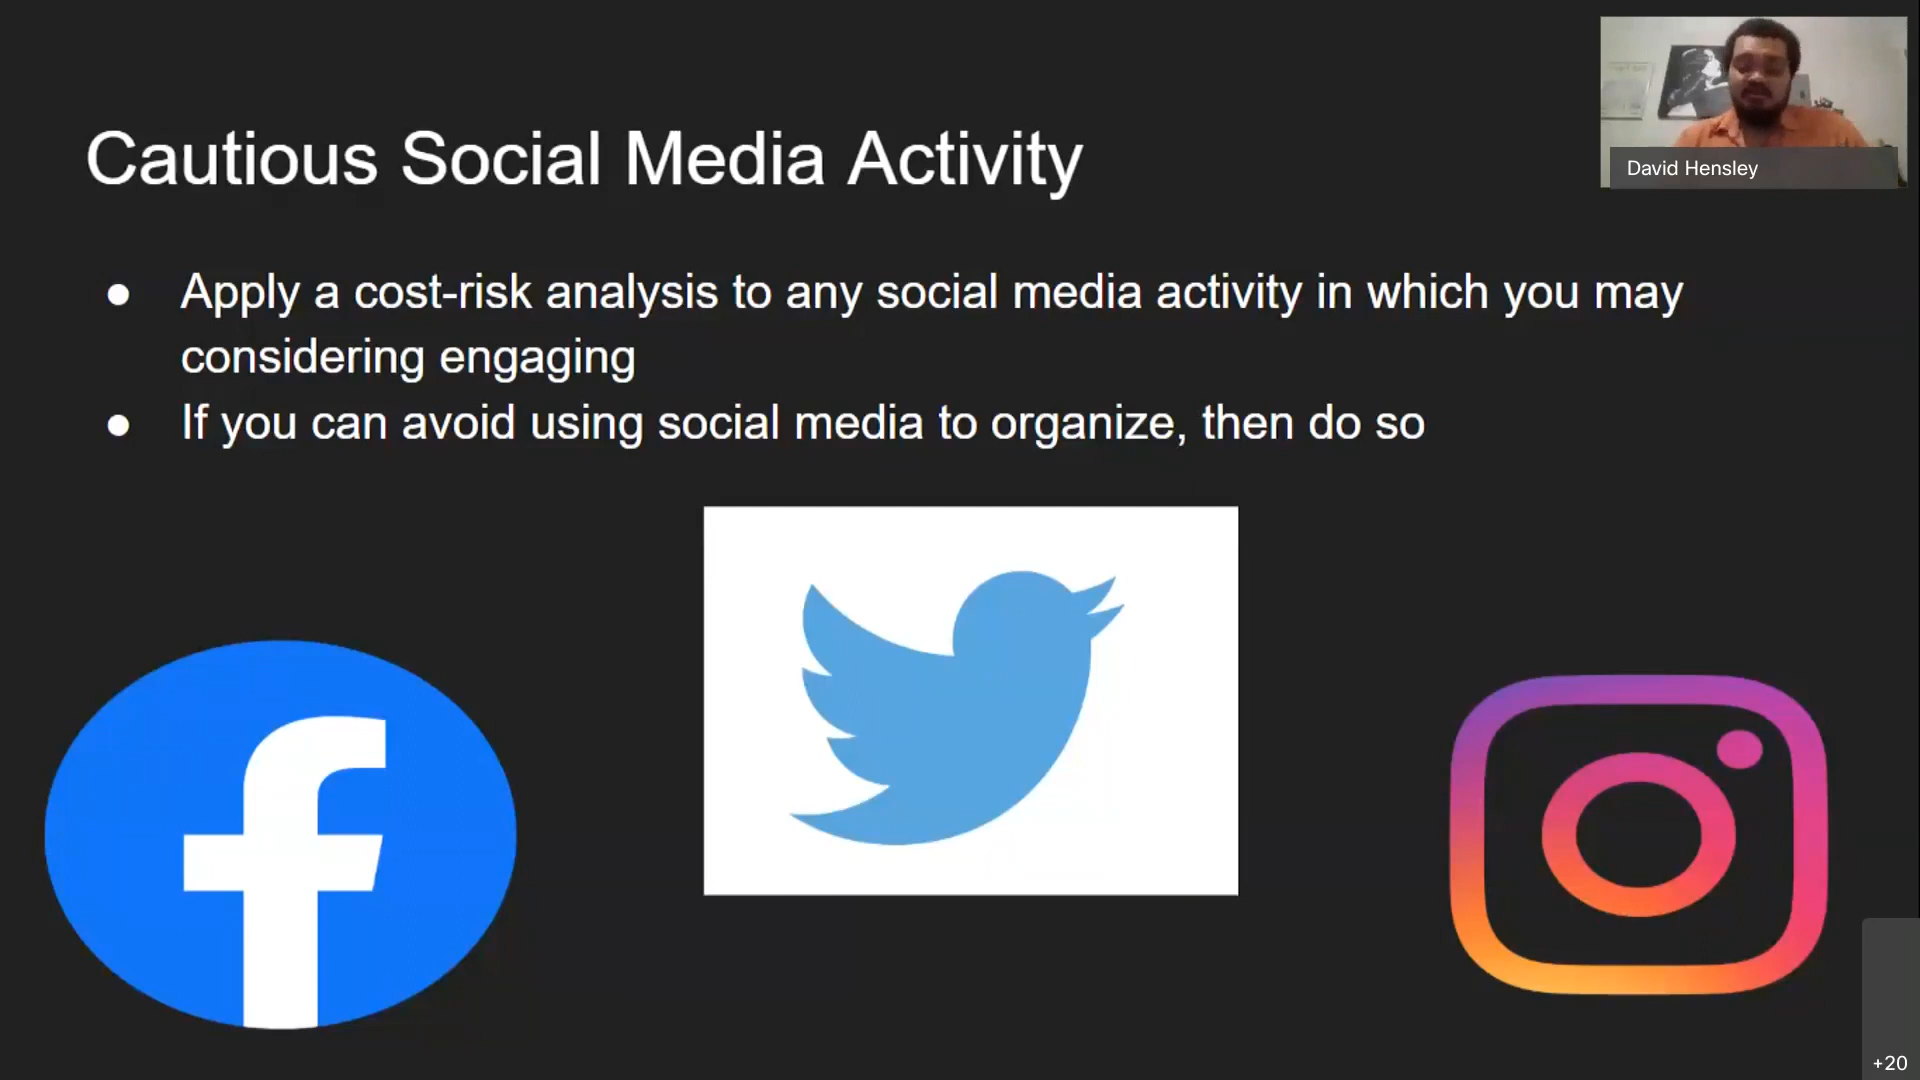 David Hensley
Cautious Social Media Activity
● Apply a cost-risk analysis to any social media activity in which you may
considering engaging
● If you can avoid using social media to organize, then do so
f
+20